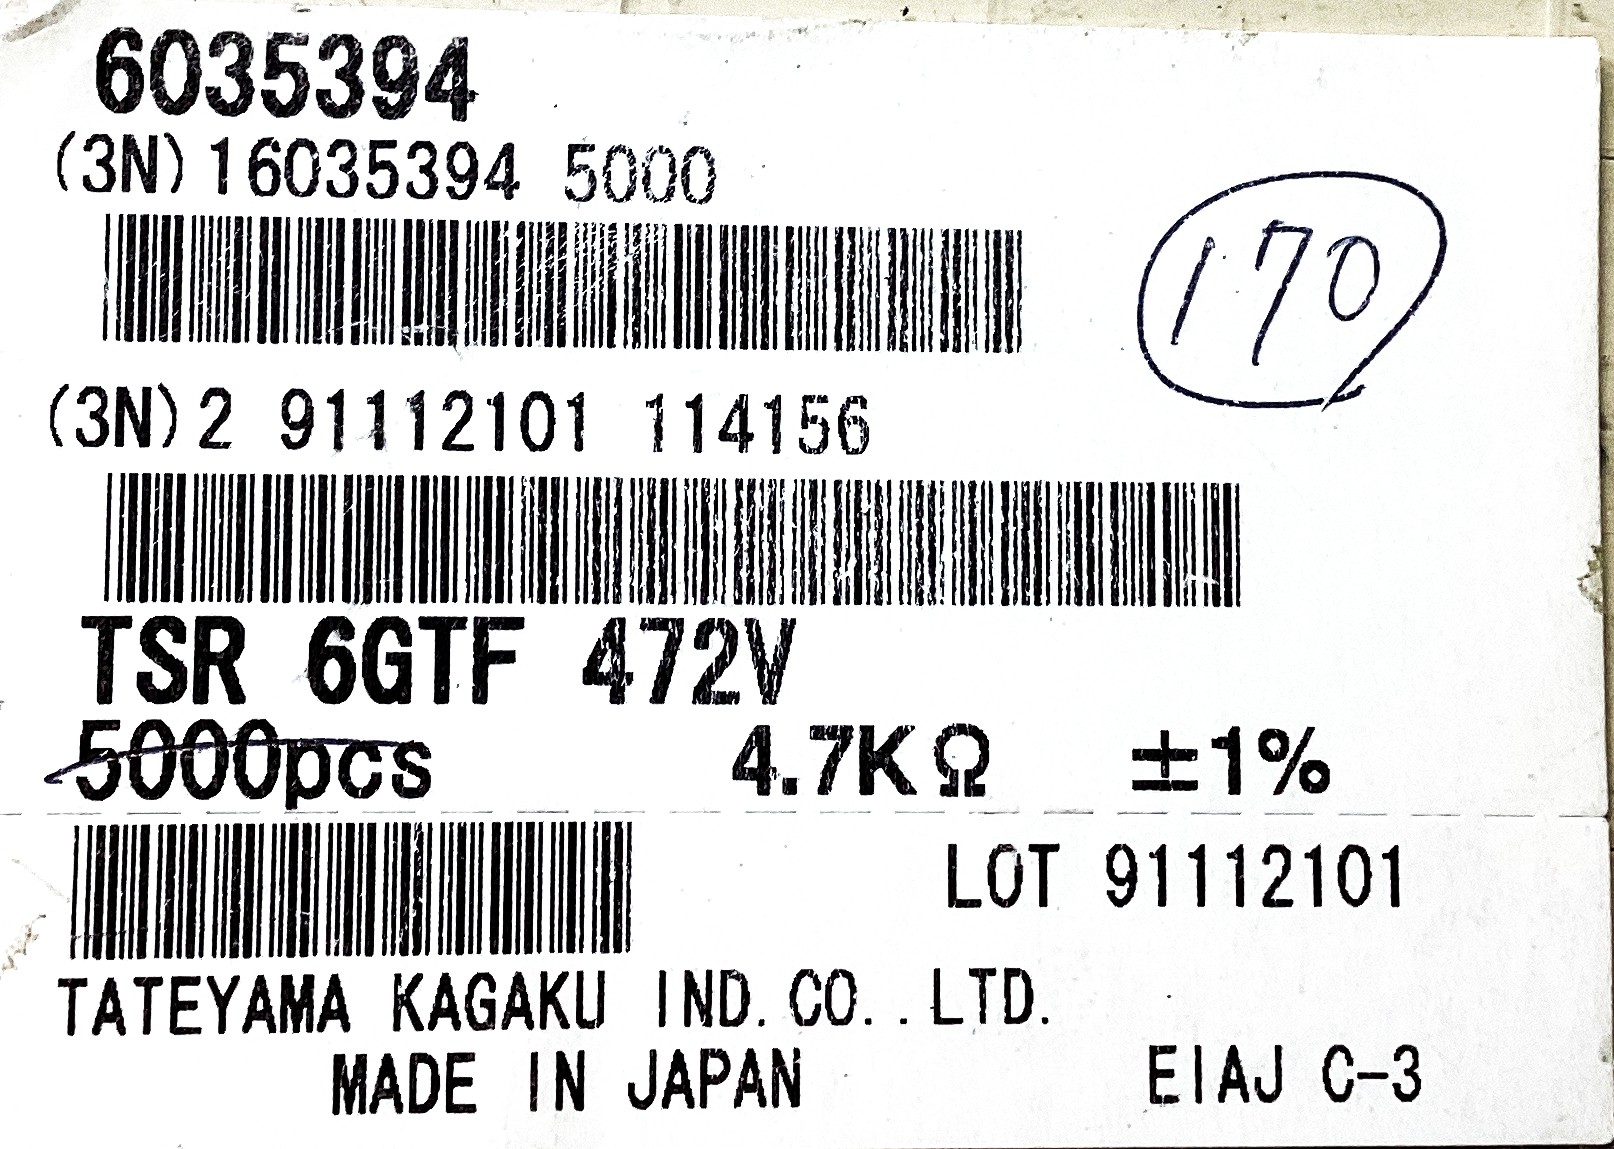 6035394
(3N)16035394 5000
170
(3N)2 91112101 114156
TSR 6GTF 472V
5000pcs 4.7KΩ ±1%
LOT 91112101
TATEYAMA KAGAKU IND.CO..LTD.
MADE IN JAPAN EIAJ C-3